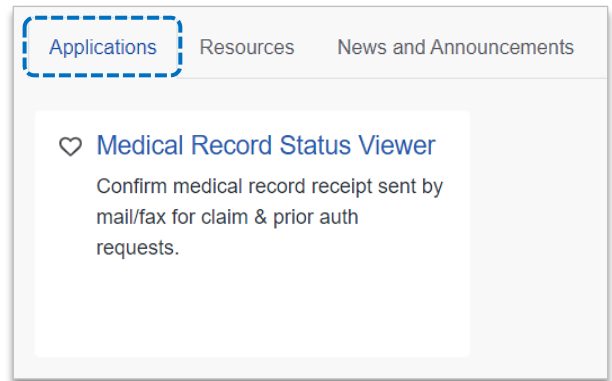 Applications Resources News and Announcements
Medical Record Status Viewer
Confirm medical record receipt sent by
mail/fax for claim & prior auth
requests.